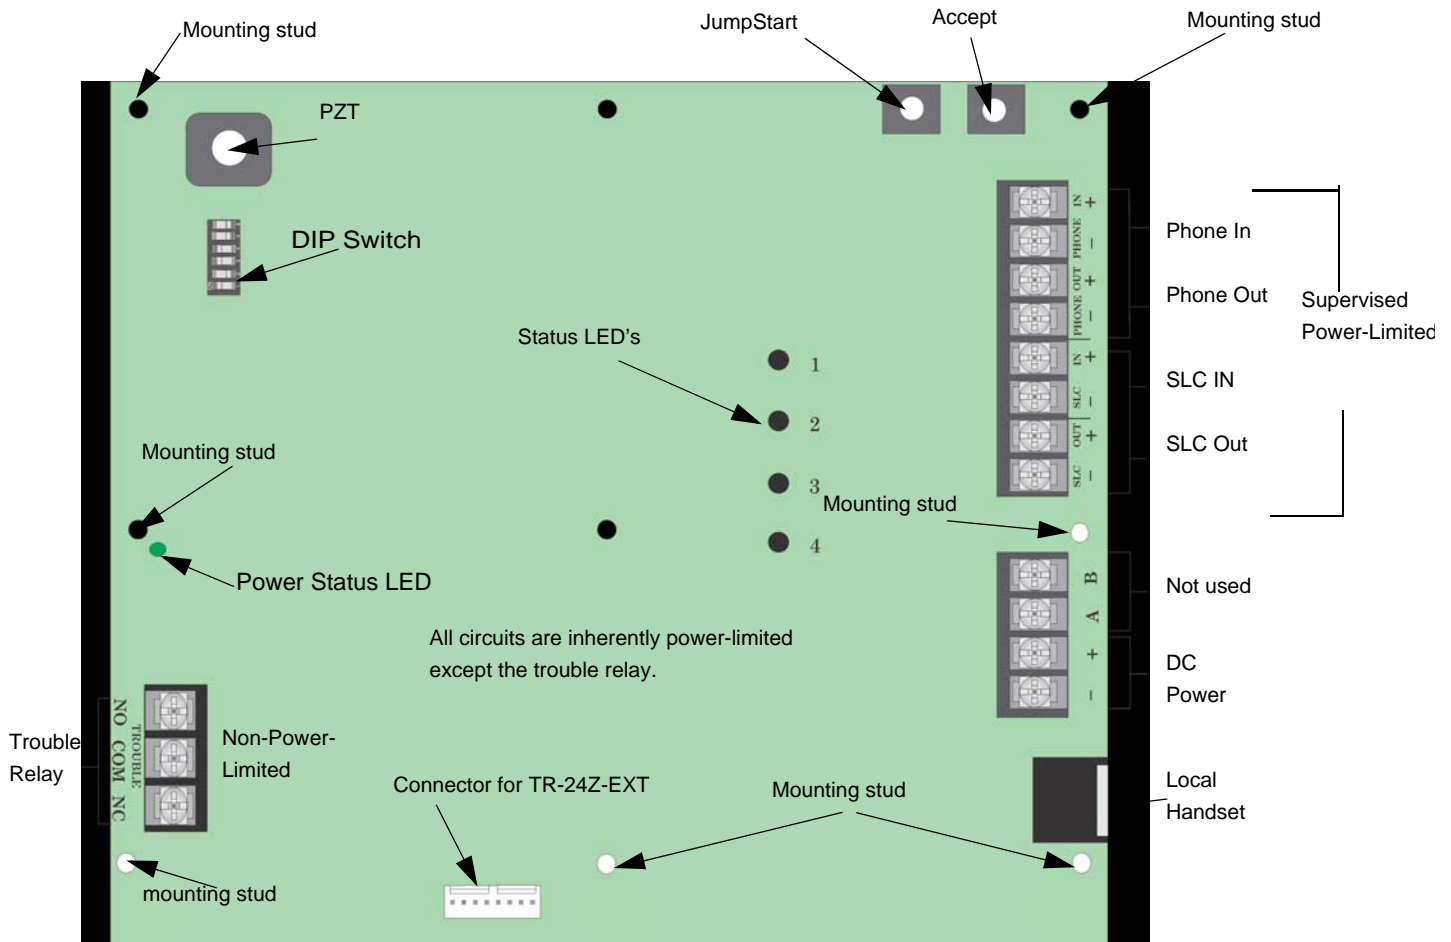 Mounting stud
JumpStart
Accept
Mounting stud
PZT
DIP Switch
PHONE IN + -
PHONE OUT + -
SLC IN + -
SLC OUT + -
Phone In
Phone Out
Supervised
Power-Limited
SLC IN
SLC Out
Status LED's
1
2
3
4
Mounting stud
Mounting stud
Power Status LED
B
A
+
-
Not used
DC
Power
All circuits are inherently power-limited
except the trouble relay.
Trouble
Relay
NO COM NC
TROUBLE
Non-Power-
Limited
Connector for TR-24Z-EXT
Mounting stud
Local
Handset
mounting stud